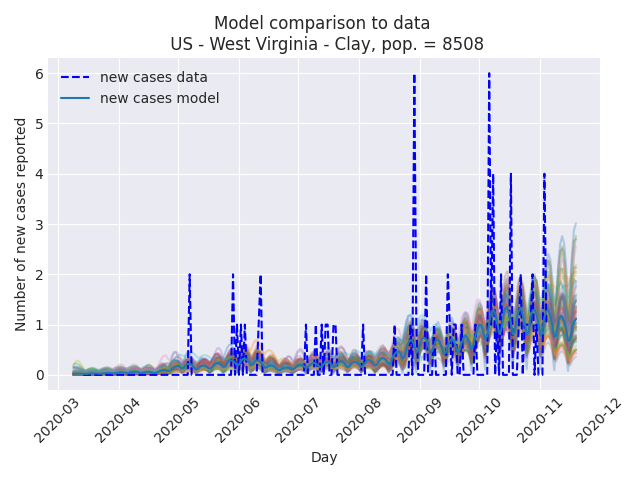 Model comparison to data
US - West Virginia - Clay, pop. = 8508
new cases data
new cases model
Number of new cases reported
6
5
4
3
2
1
0
2020-03
2020-04
2020-05
2020-06
2020-07
2020-08
2020-09
2020-10
2020-11
2020-12
Day